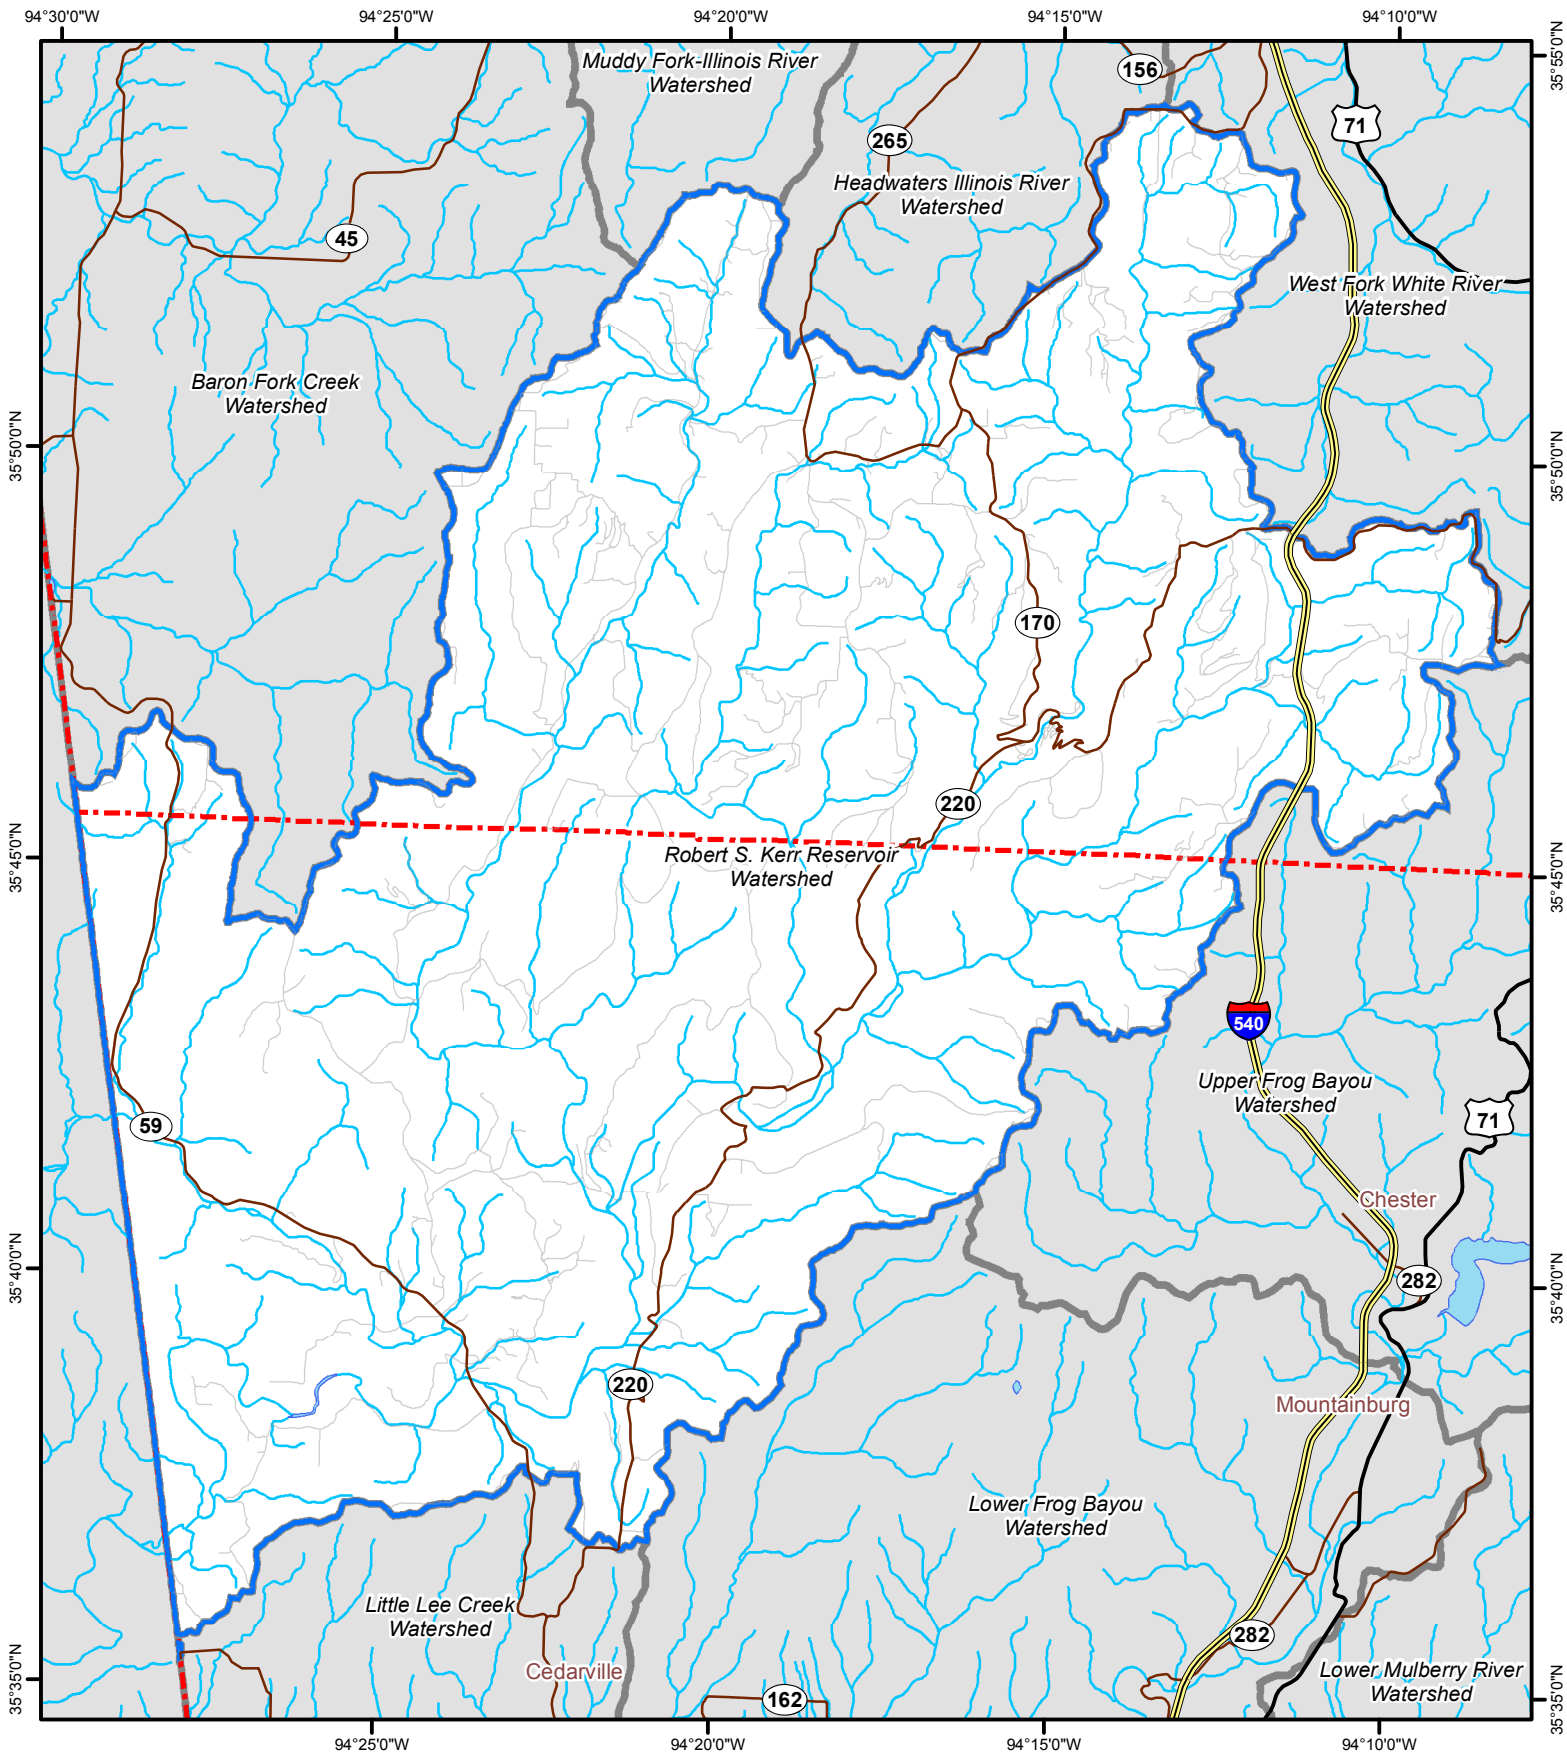 94°30'0"W
94°25'0"W
94°20'0"W
94°15'0"W
94°10'0"W
35°55'0"N
Muddy Fork-Illinois River
Watershed
156
71
265
Headwaters Illinois River
Watershed
45
West Fork White River
Watershed
Baron Fork Creek
Watershed
35°50'0"N
35°50'0"N
170
220
Robert S. Kerr Reservoir
Watershed
35°45'0"N
35°45'0"N
540
Upper Frog Bayou
Watershed
71
59
Chester
35°40'0"N
282
35°40'0"N
220
Mountainburg
Lower Frog Bayou
Watershed
Little Lee Creek
Watershed
282
Cedarville
Lower Mulberry River
Watershed
162
35°35'0"N
35°35'0"N
94°25'0"W
94°20'0"W
94°15'0"W
94°10'0"W